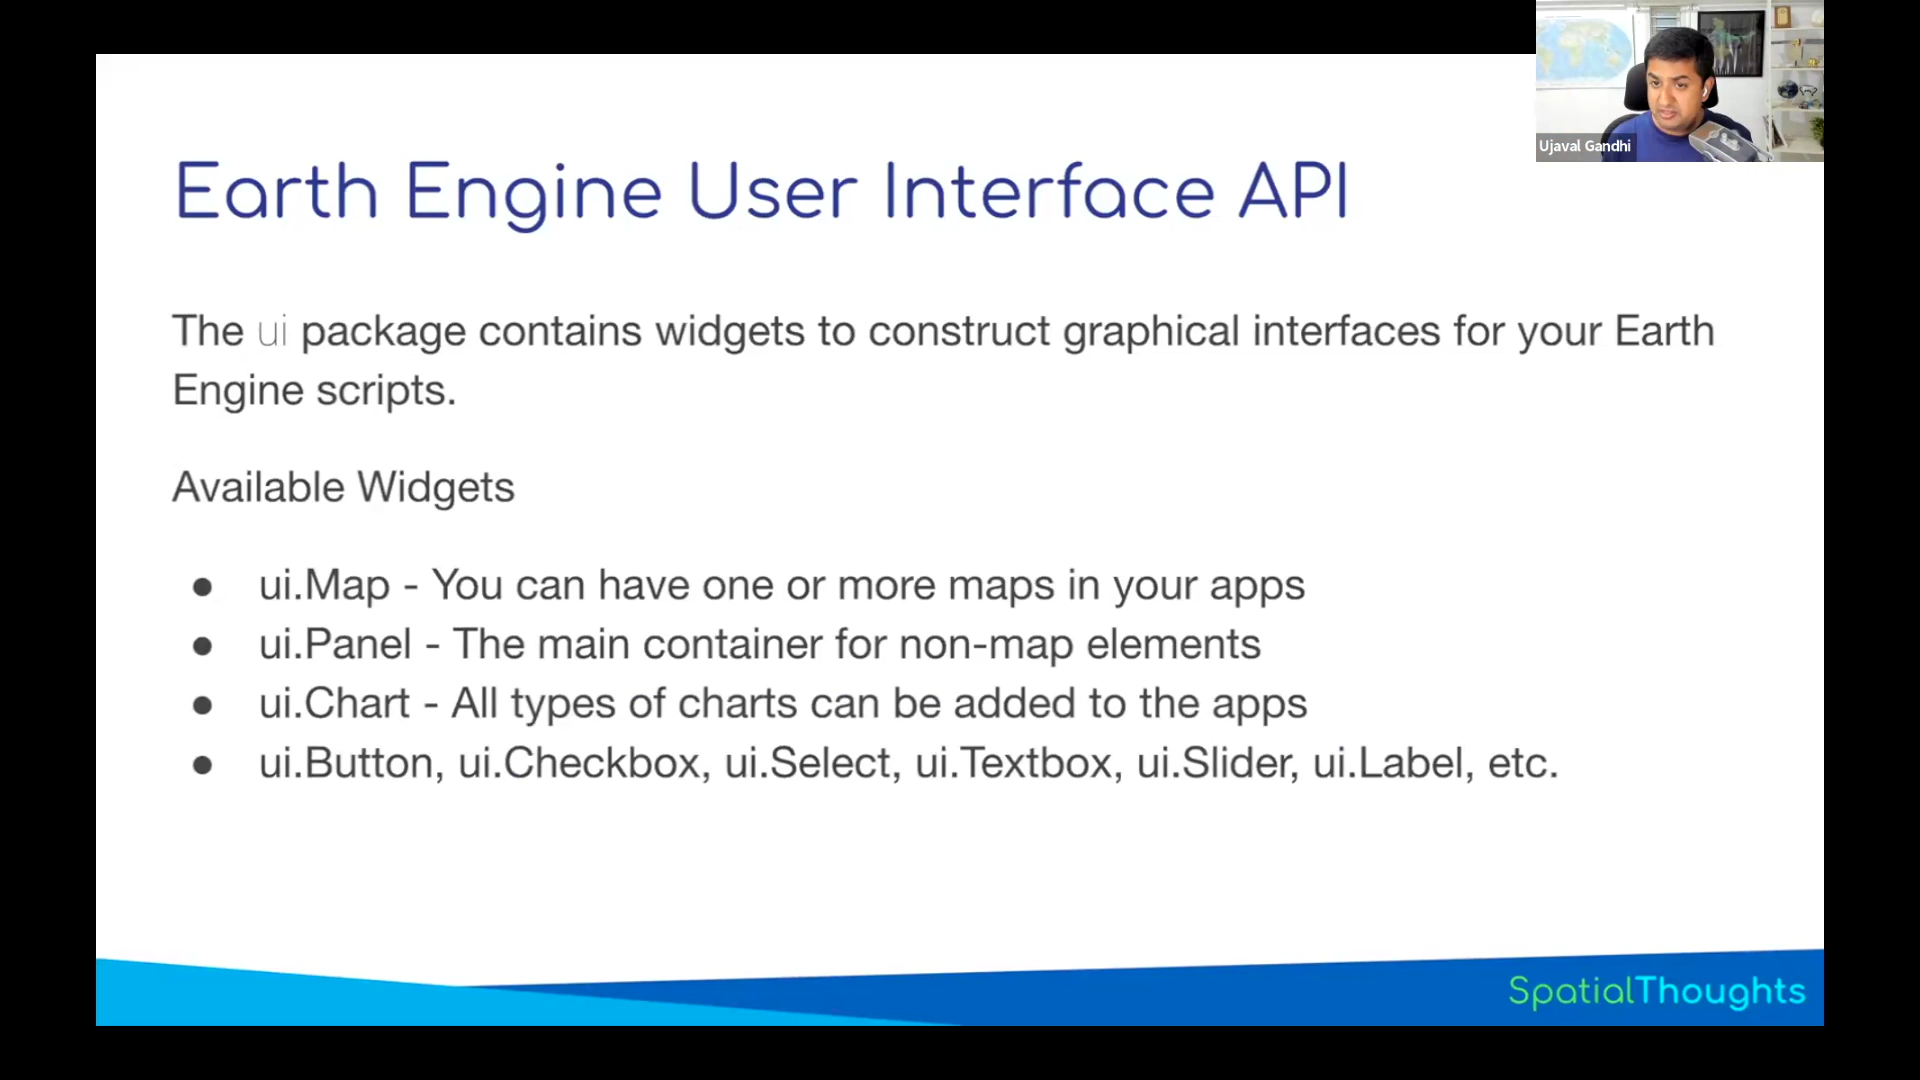 Ujaval Gandhi
Earth Engine User Interface API
The ui package contains widgets to construct graphical interfaces for your Earth
Engine scripts.
Available Widgets
● ui.Map - You can have one or more maps in your apps
● ui.Panel - The main container for non-map elements
● ui.Chart - All types of charts can be added to the apps
● ui.Button, ui.Checkbox, ui.Select, ui.Textbox, ui.Slider, ui.Label, etc.
SpatialThoughts